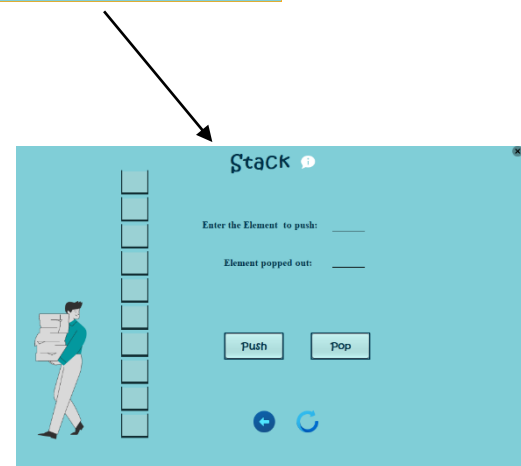 Stack
Enter the Element to push:
Element popped out:
Push Pop